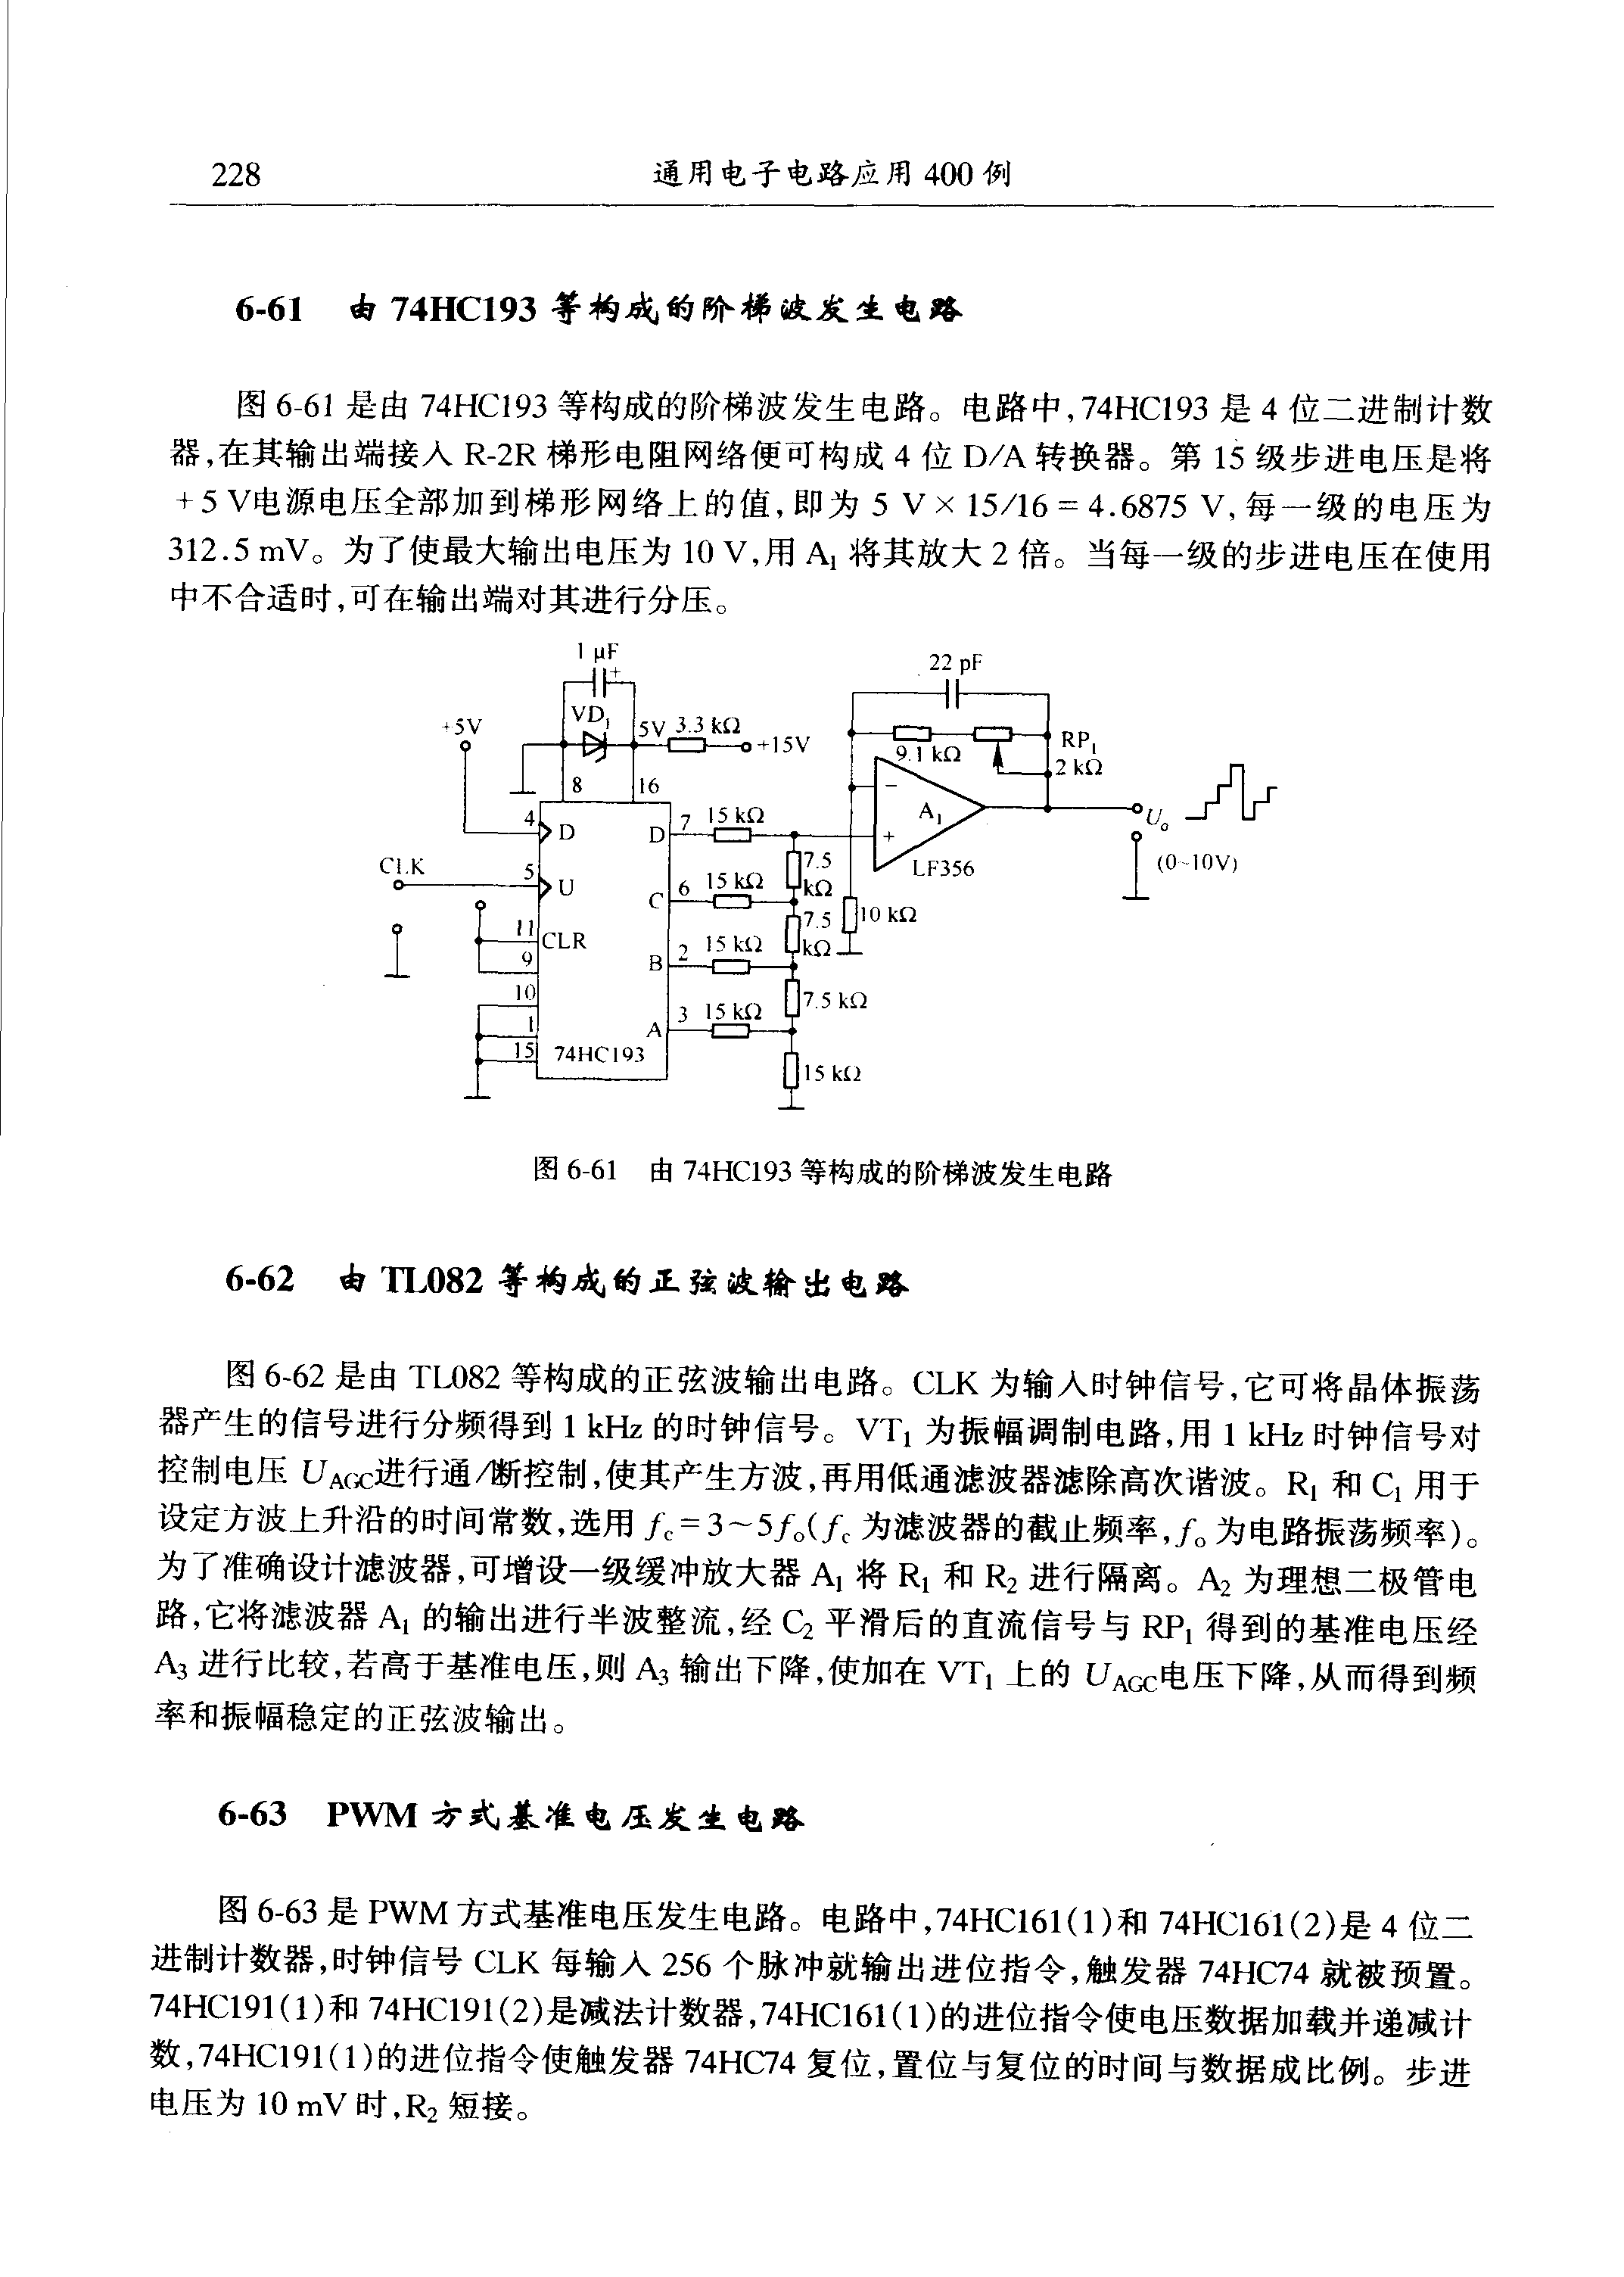 228
通用电子电路应用 400 例
6-61 由 74HC193 等构成的阶梯波发生电路
图 6-61 是由 74HC193 等构成的阶梯波发生电路。电路中,74HC193 是 4 位二进制计数
器,在其输出端接入 R-2R 梯形电阻网络便可构成 4 位 D/A 转换器。第 15 级步进电压是将
+5 V电源电压全部加到梯形网络上的值,即为 5 V×15/16=4.6875 V,每一级的电压为
312.5 mV。为了使最大输出电压为 10 V,用 A₁ 将其放大 2 倍。当每一级的步进电压在使用
中不合适时,可在输出端对其进行分压。
1 μF
+
22 pF
+5V
VD₁
5V 3.3 kΩ
+15V
9.1 kΩ
RP₁
2 kΩ
8
16
4
D
D
7
15 kΩ
−
A₁
+
LF356
Uₒ
(0~10V)
CLK
5
U
C
6
15 kΩ
7.5
kΩ
11
CLR
9
B
2
15 kΩ
7.5
kΩ
10 kΩ
10
1
15
74HC193
A
3
15 kΩ
7.5 kΩ
15 kΩ
图 6-61 由 74HC193 等构成的阶梯波发生电路
6-62 由 TL082 等构成的正弦波输出电路
图 6-62 是由 TL082 等构成的正弦波输出电路。CLK 为输入时钟信号,它可将晶体振荡
器产生的信号进行分频得到 1 kHz 的时钟信号。VT₁ 为振幅调制电路,用 1 kHz 时钟信号对
控制电压 U_AGC进行通/断控制,使其产生方波,再用低通滤波器滤除高次谐波。R₁ 和 C₁ 用于
设定方波上升沿的时间常数,选用 f_c=3~5fₒ(f_c 为滤波器的截止频率,fₒ 为电路振荡频率)。
为了准确设计滤波器,可增设一级缓冲放大器 A₁ 将 R₁ 和 R₂ 进行隔离。A₂ 为理想二极管电
路,它将滤波器 A₁ 的输出进行半波整流,经 C₂ 平滑后的直流信号与 RP₁ 得到的基准电压经
A₃ 进行比较,若高于基准电压,则 A₃ 输出下降,使加在 VT₁ 上的 U_AGC电压下降,从而得到频
率和振幅稳定的正弦波输出。
6-63 PWM 方式基准电压发生电路
图 6-63 是 PWM 方式基准电压发生电路。电路中,74HC161(1)和 74HC161(2)是 4 位二
进制计数器,时钟信号 CLK 每输入 256 个脉冲就输出进位指令,触发器 74HC74 就被预置。
74HC191(1)和 74HC191(2)是减法计数器,74HC161(1)的进位指令使电压数据加载并递减计
数,74HC191(1)的进位指令使触发器 74HC74 复位,置位与复位的时间与数据成比例。步进
电压为 10 mV 时,R₂ 短接。